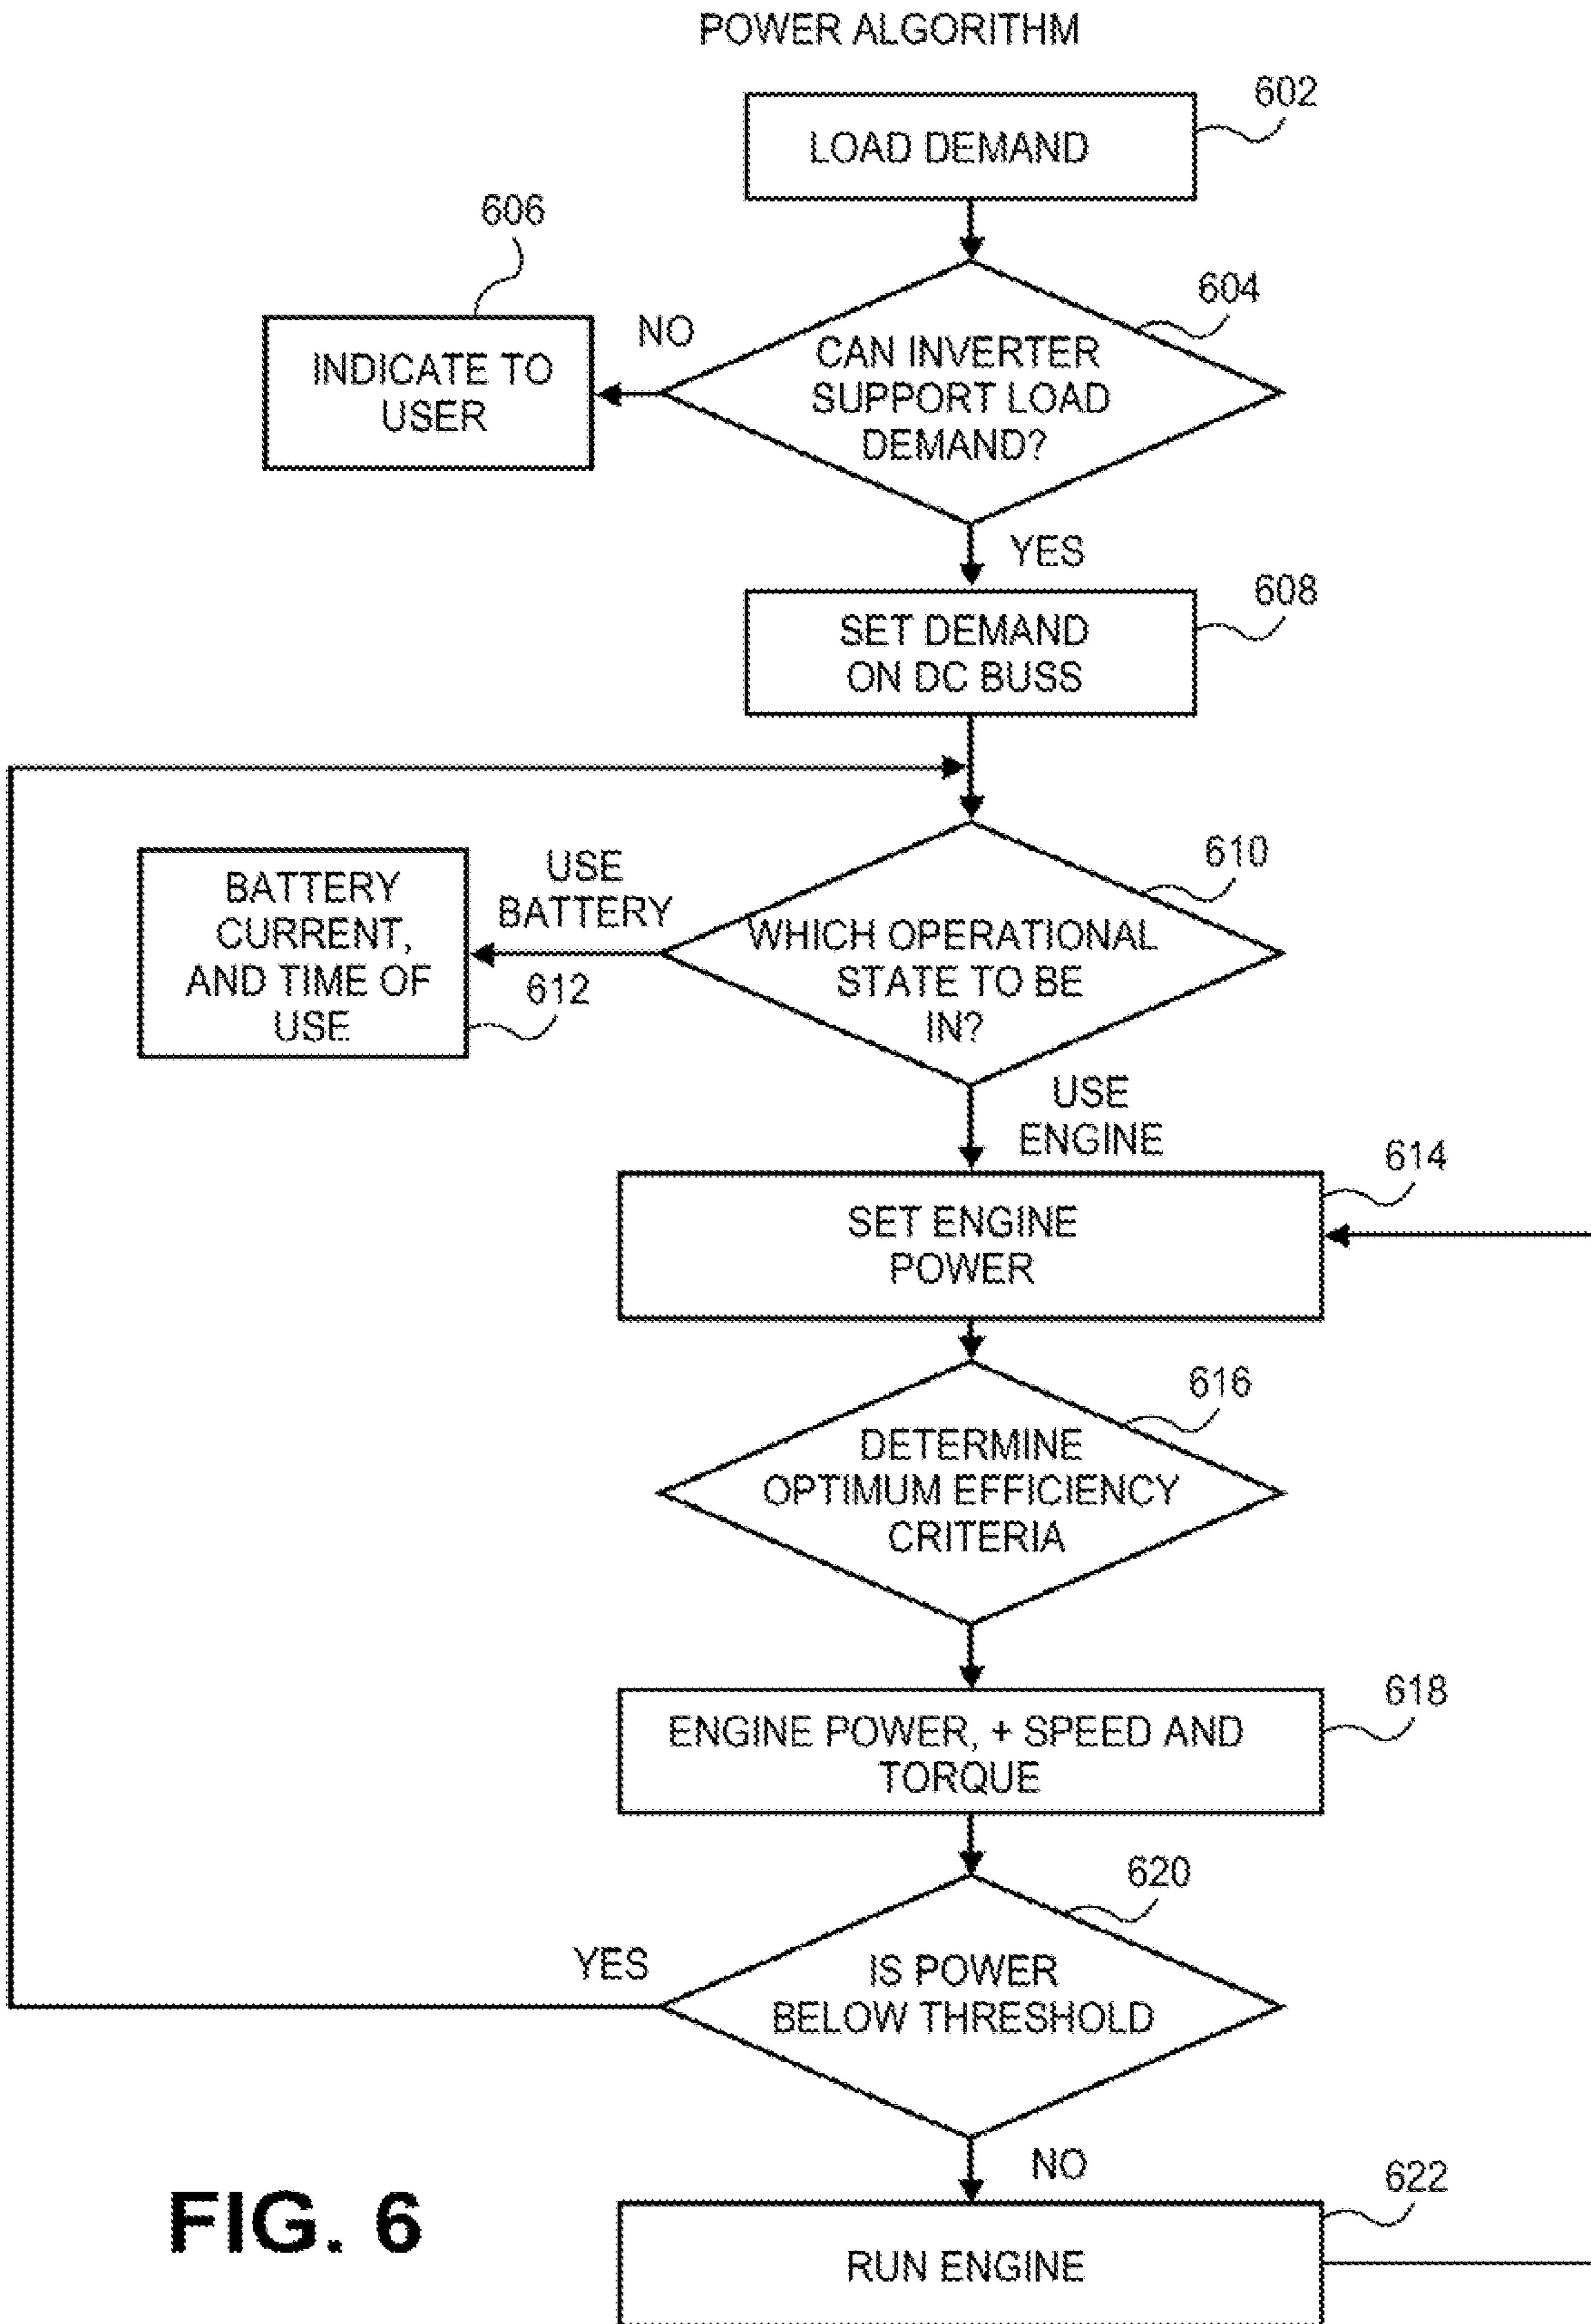 POWER ALGORITHM
602
LOAD DEMAND
606
604
NO
INDICATE TO
USER
CAN INVERTER
SUPPORT LOAD
DEMAND?
YES
608
SET DEMAND
ON DC BUSS
610
USE
BATTERY
BATTERY
CURRENT,
AND TIME OF
USE
612
WHICH OPERATIONAL
STATE TO BE
IN?
USE
ENGINE
614
SET ENGINE
POWER
616
DETERMINE
OPTIMUM EFFICIENCY
CRITERIA
618
ENGINE POWER, + SPEED AND
TORQUE
620
YES
IS POWER
BELOW THRESHOLD
NO
622
RUN ENGINE
FIG. 6